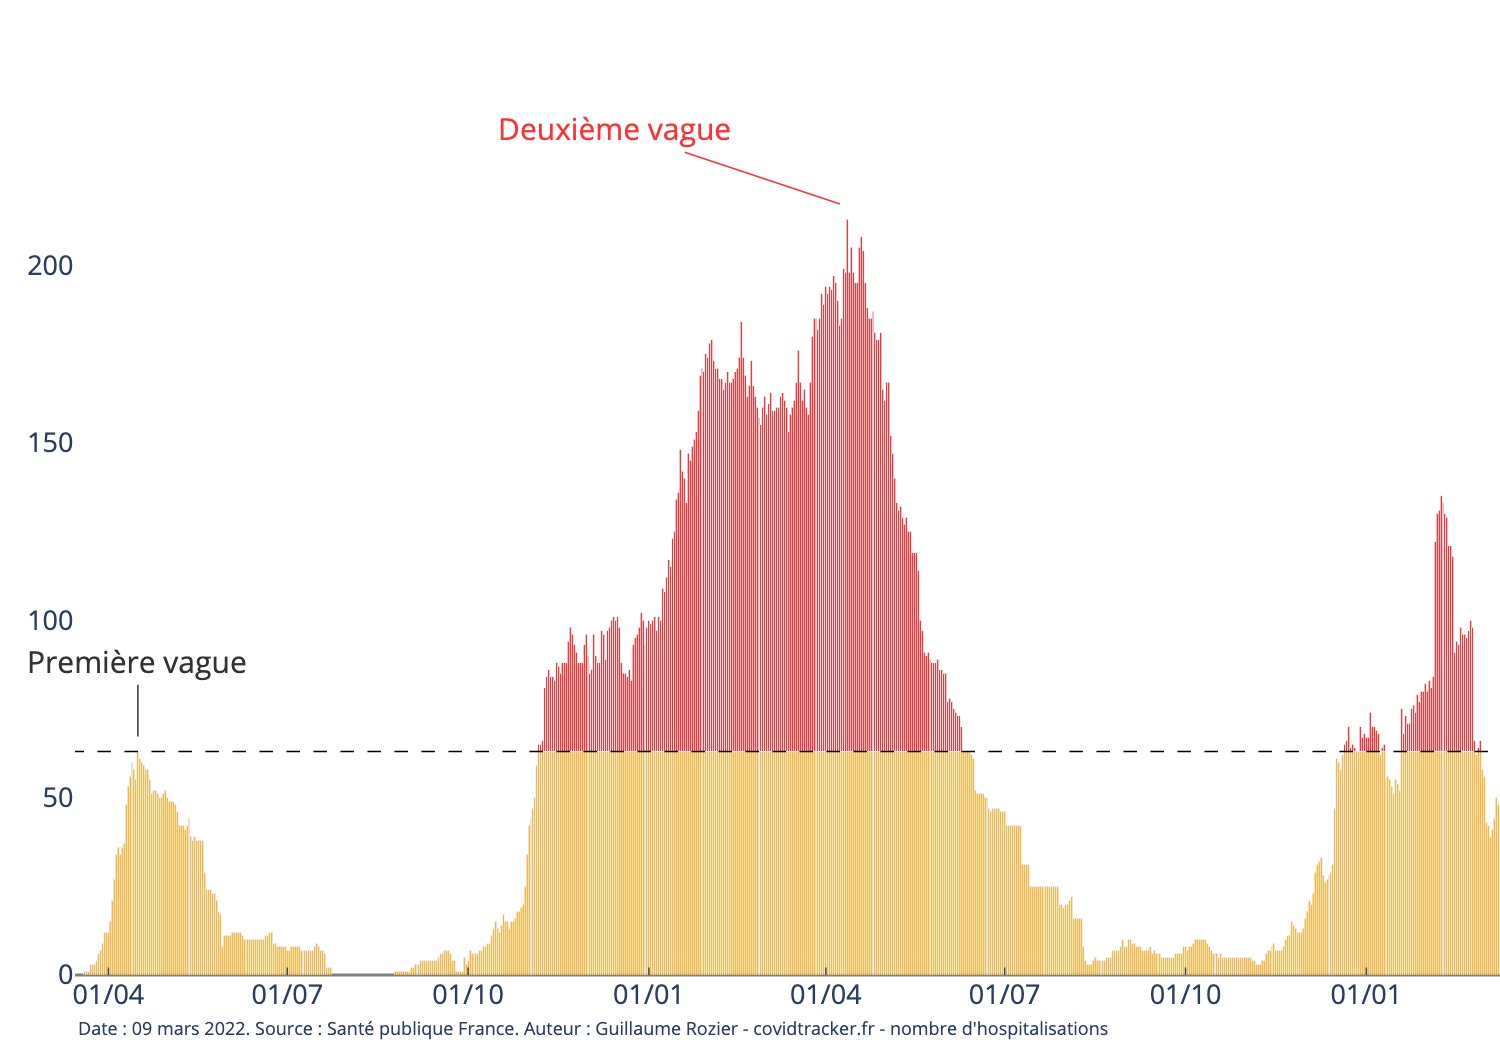 Deuxième vague
200
150
100
Première vague
50
0
01/04 01/07 01/10 01/01 01/04 01/07 01/10 01/01
Date : 09 mars 2022. Source : Santé publique France. Auteur : Guillaume Rozier - covidtracker.fr - nombre d'hospitalisations